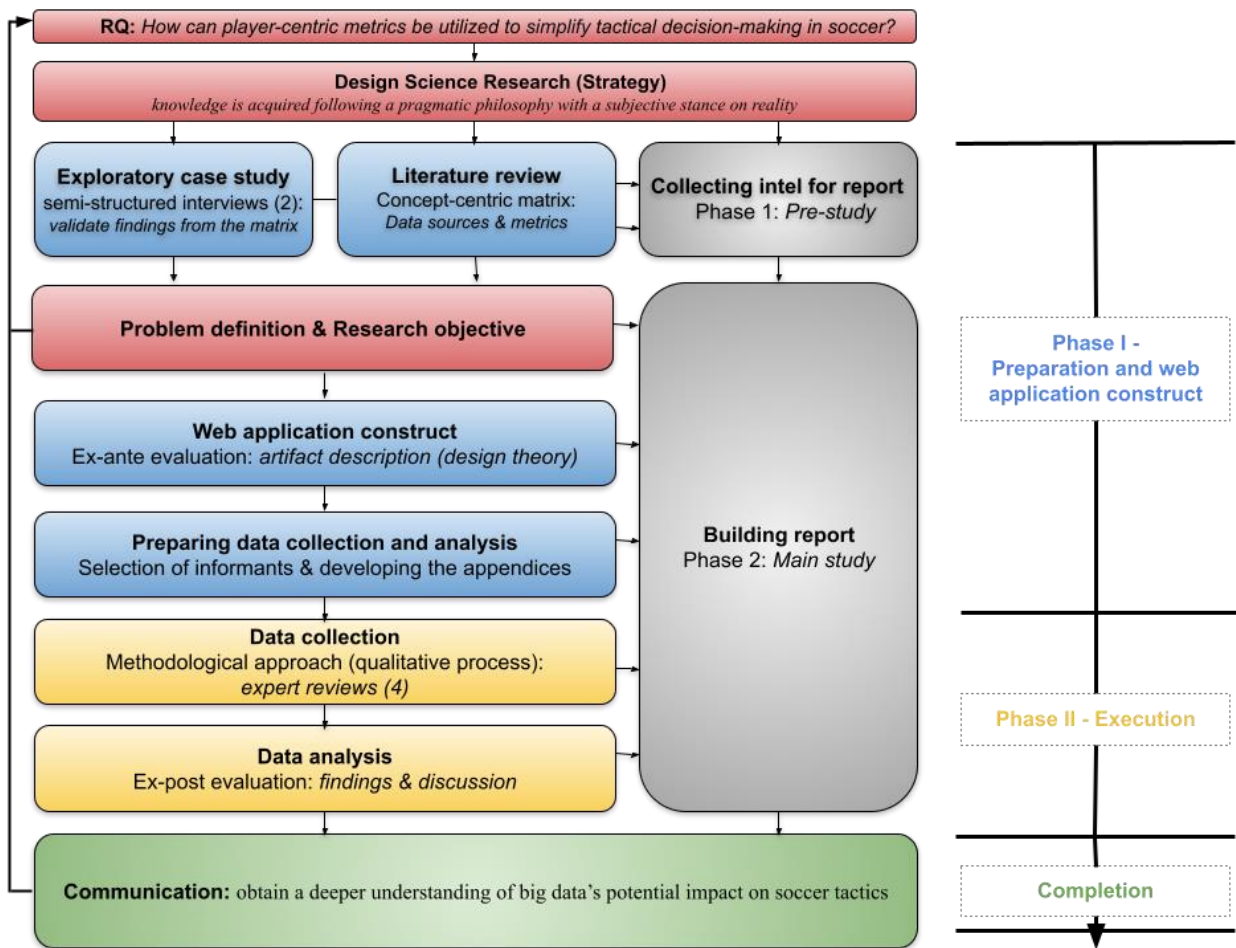 RQ: How can player-centric metrics be utilized to simplify tactical decision-making in soccer?
Design Science Research (Strategy)
knowledge is acquired following a pragmatic philosophy with a subjective stance on reality
Exploratory case study
semi-structured interviews (2):
validate findings from the matrix
Literature review
Concept-centric matrix:
Data sources & metrics
Collecting intel for report
Phase 1: Pre-study
Problem definition & Research objective
Web application construct
Ex-ante evaluation: artifact description (design theory)
Preparing data collection and analysis
Selection of informants & developing the appendices
Data collection
Methodological approach (qualitative process):
expert reviews (4)
Data analysis
Ex-post evaluation: findings & discussion
Building report
Phase 2: Main study
Communication: obtain a deeper understanding of big data's potential impact on soccer tactics
Phase I -
Preparation and web
application construct
Phase II - Execution
Completion